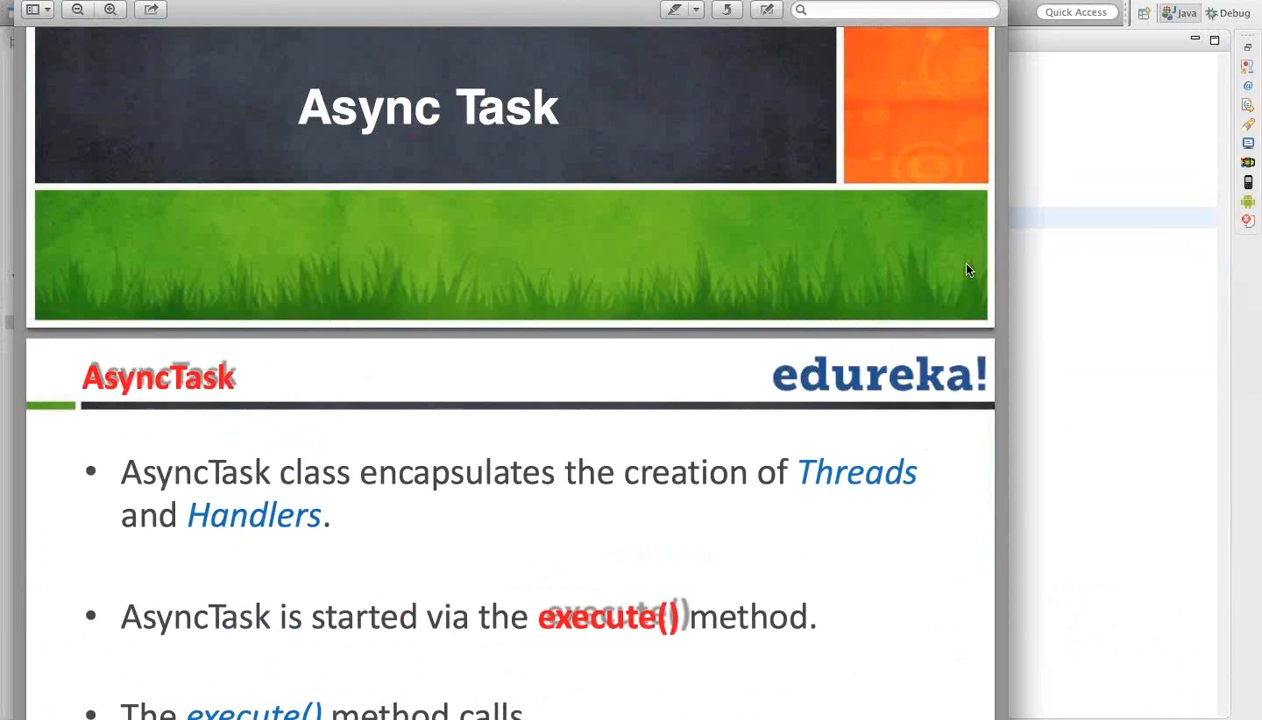 Quick Access
Java
Debug
5
Async Task
AsyncTask
edureka!
• AsyncTask class encapsulates the creation of Threads
and Handlers.
• AsyncTask is started via the execute() method.
• The execute() method calls